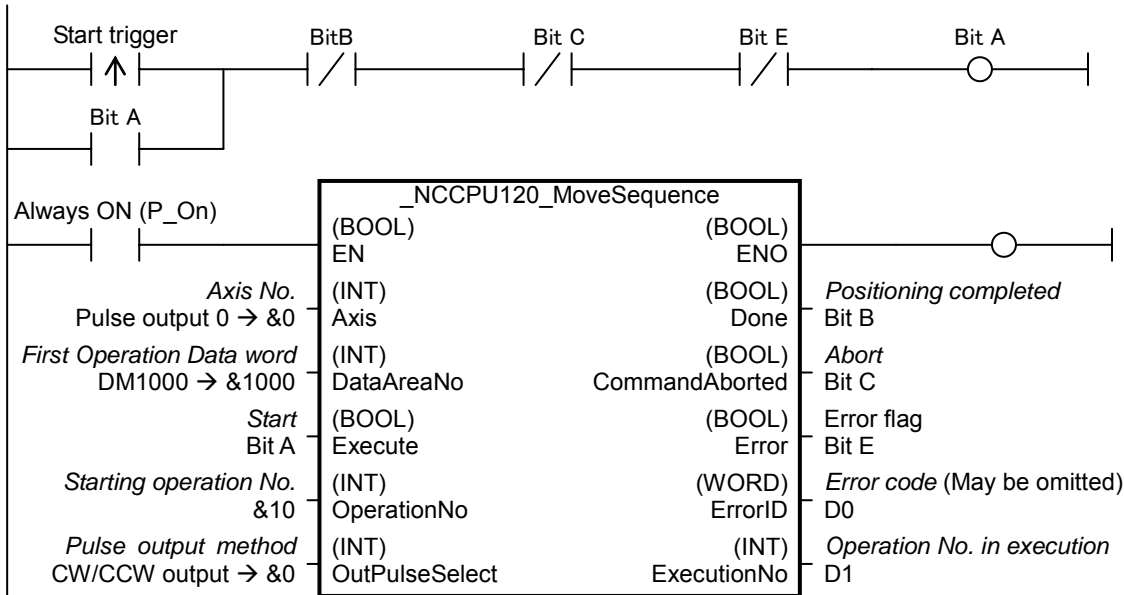 Start trigger BitB Bit C Bit E Bit A
Bit A
_NCCPU120_MoveSequence
Always ON (P_On)
(BOOL) (BOOL)
EN ENO
Axis No. (INT) (BOOL) Positioning completed
Pulse output 0 → &0 Axis Done Bit B
First Operation Data word (INT) (BOOL) Abort
DM1000 → &1000 DataAreaNo CommandAborted Bit C
Start (BOOL) (BOOL) Error flag
Bit A Execute Error Bit E
Starting operation No. (INT) (WORD) Error code (May be omitted)
&10 OperationNo ErrorID D0
Pulse output method (INT) (INT) Operation No. in execution
CW/CCW output → &0 OutPulseSelect ExecutionNo D1